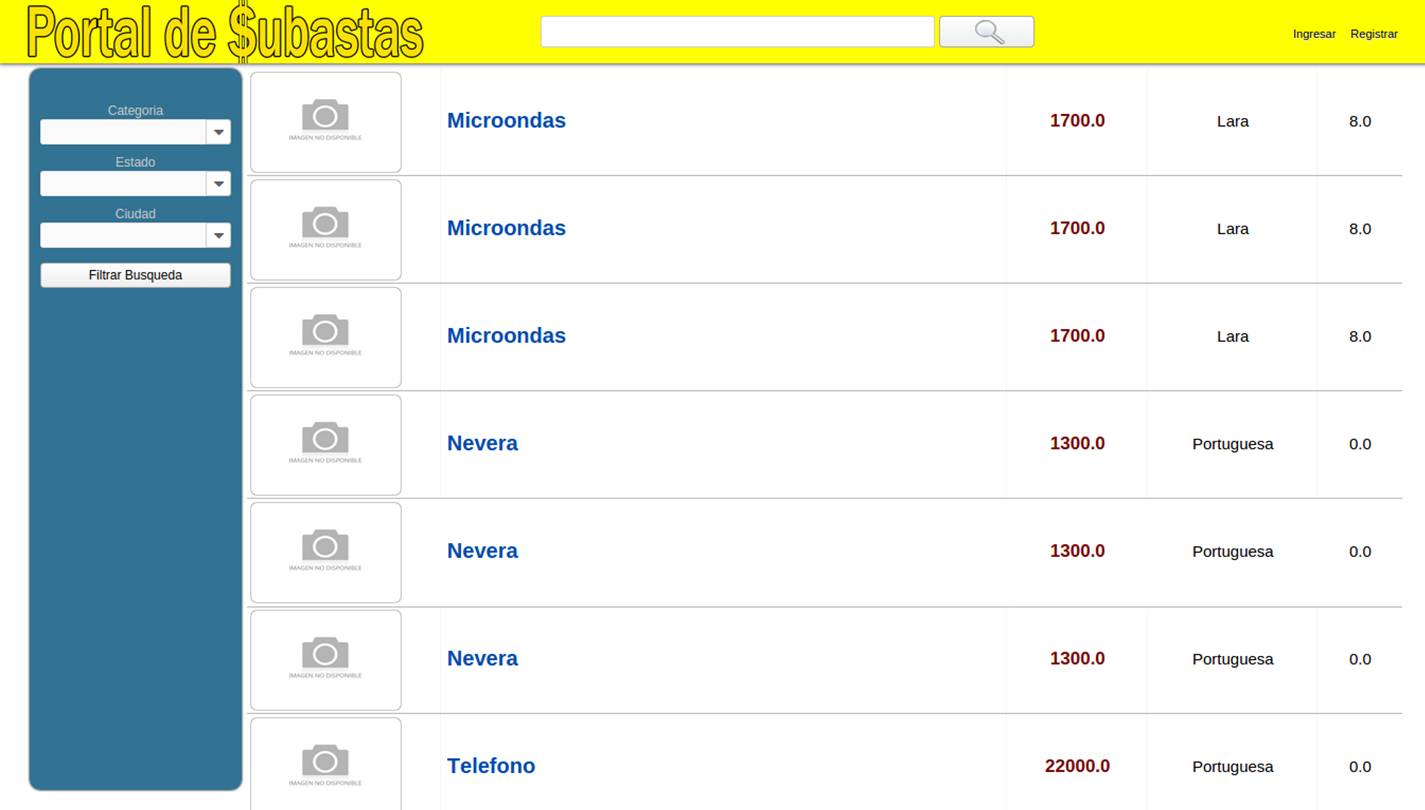 Portal de $ubastas
Ingresar Registrar
Categoria
Estado
Ciudad
Filtrar Busqueda
IMAGEN NO DISPONIBLE
Microondas 1700.0 Lara 8.0
IMAGEN NO DISPONIBLE
Microondas 1700.0 Lara 8.0
IMAGEN NO DISPONIBLE
Microondas 1700.0 Lara 8.0
IMAGEN NO DISPONIBLE
Nevera 1300.0 Portuguesa 0.0
IMAGEN NO DISPONIBLE
Nevera 1300.0 Portuguesa 0.0
IMAGEN NO DISPONIBLE
Nevera 1300.0 Portuguesa 0.0
IMAGEN NO DISPONIBLE
Telefono 22000.0 Portuguesa 0.0